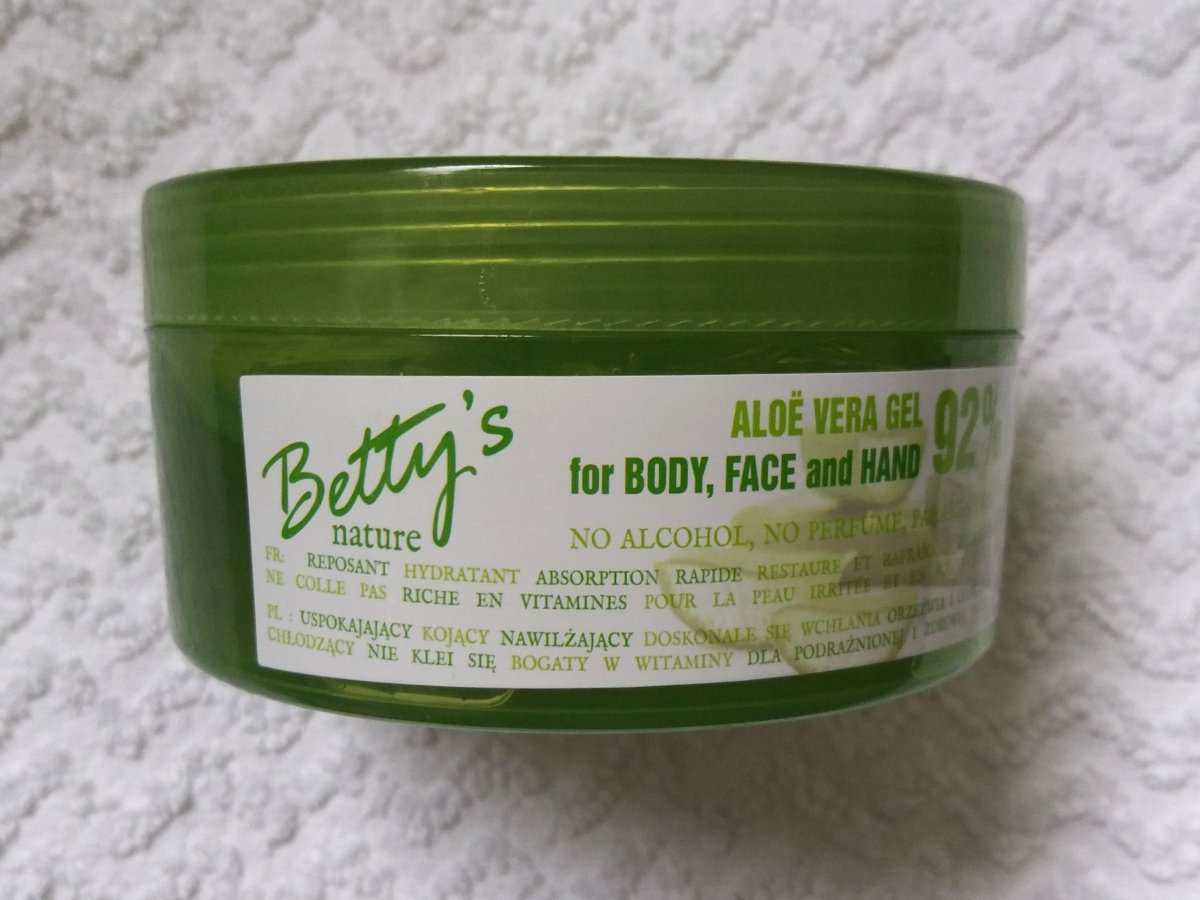 Betty's
nature
ALOË VERA GEL 92%
for BODY, FACE and HAND
NO ALCOHOL, NO PERFUME,
FR: REPOSANT HYDRATANT ABSORPTION RAPIDE RESTAURE ET
NE COLLE PAS RICHE EN VITAMINES POUR LA PEAU IRRITÉE ET EN
PL : USPOKAJAJĄCY KOJĄCY NAWILŻAJĄCY DOSKONALE SIĘ WCHŁANIA ORZEŹWIA I
CHŁODZĄCY NIE KLEI SIĘ BOGATY W WITAMINY DLA PODRAŻNIONEJ I